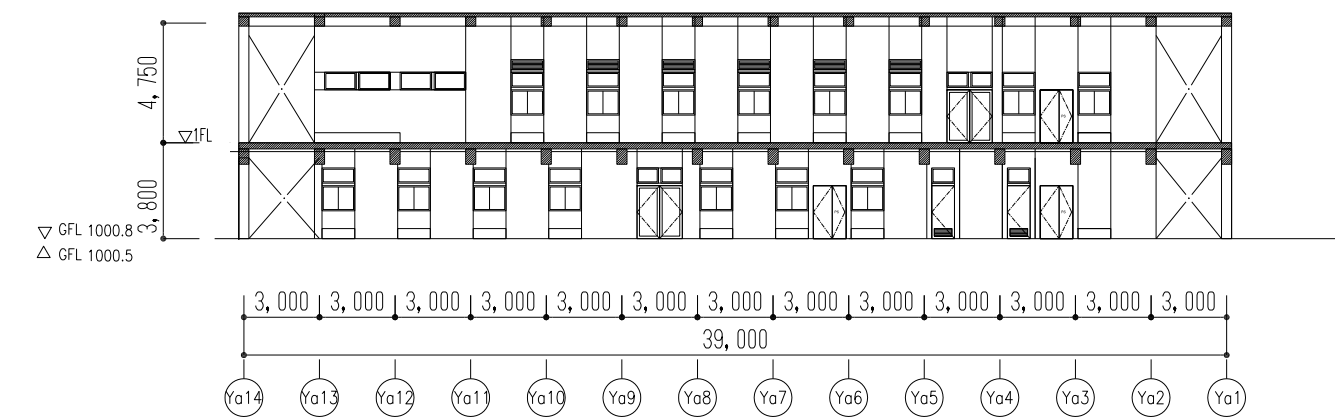 4,750
▽1FL
3,800
▽ GFL 1000.8
△ GFL 1000.5
3,000 3,000 3,000 3,000 3,000 3,000 3,000 3,000 3,000 3,000 3,000 3,000 3,000
39,000
Ya14 Ya13 Ya12 Ya11 Ya10 Ya9 Ya8 Ya7 Ya6 Ya5 Ya4 Ya3 Ya2 Ya1